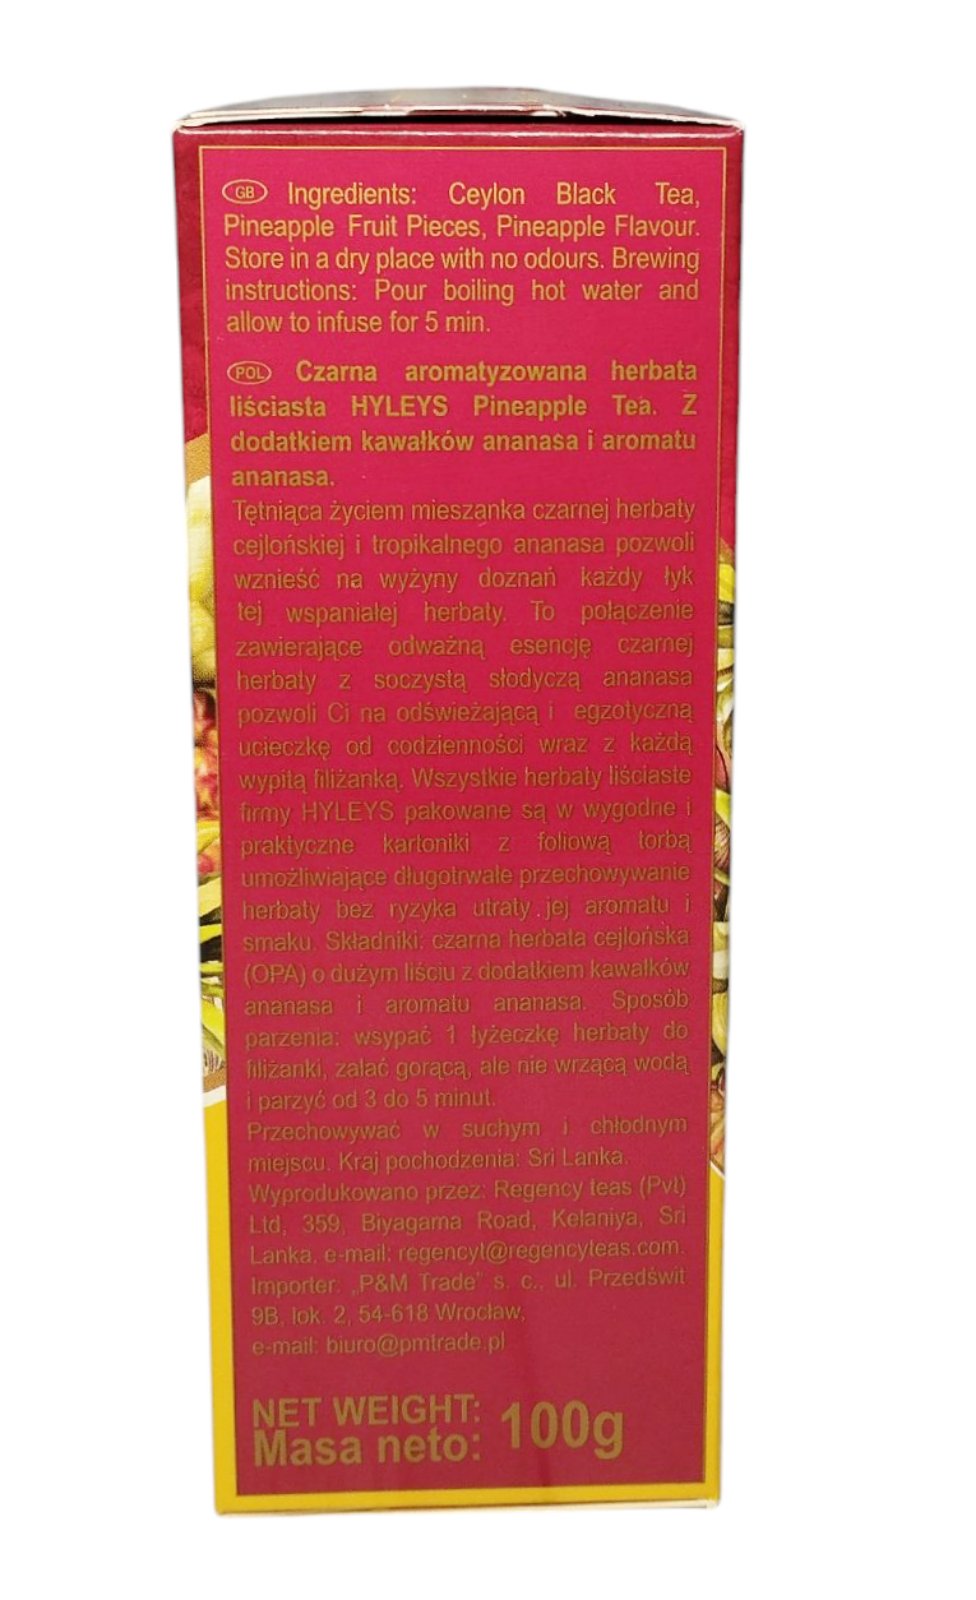 GB Ingredients: Ceylon Black Tea,
Pineapple Fruit Pieces, Pineapple Flavour.
Store in a dry place with no odours. Brewing
instructions: Pour boiling hot water and
allow to infuse for 5 min.
POL Czarna aromatyzowana herbata
liściasta HYLEYS Pineapple Tea. Z
dodatkiem kawałków ananasa i aromatu
ananasa.
Tętniąca życiem mieszanka czarnej herbaty
cejlońskiej i tropikalnego ananasa pozwoli
wznieść na wyżyny doznań każdy łyk
tej wspaniałej herbaty. To połączenie
zawierające odważną esencję czarnej
herbaty z soczystą słodyczą ananasa
pozwoli Ci na odświeżającą i egzotyczną
ucieczkę od codzienności wraz z każdą
wypitą filiżanką. Wszystkie herbaty liściaste
firmy HYLEYS pakowane są w wygodne i
praktyczne kartoniki z foliową torbą
umożliwiające długotrwałe przechowywanie
herbaty bez ryzyka utraty jej aromatu i
smaku. Składniki: czarna herbata cejlońska
(OPA) o dużym liściu z dodatkiem kawałków
ananasa i aromatu ananasa. Sposób
parzenia: wsypać 1 łyżeczkę herbaty do
filiżanki, zalać gorącą, ale nie wrzącą wodą
i parzyć od 3 do 5 minut.
Przechowywać w suchym i chłodnym
miejscu. Kraj pochodzenia: Sri Lanka.
Wyprodukowano przez: Regency teas (Pvt)
Ltd, 359, Biyagama Road, Kelaniya, Sri
Lanka. e-mail: regencyt@regencyteas.com.
Importer: „P&M Trade" s. c., ul. Przedświt
9B, lok. 2, 54-618 Wrocław,
e-mail: biuro@pmtrade.pl
NET WEIGHT:
Masa neto: 100g